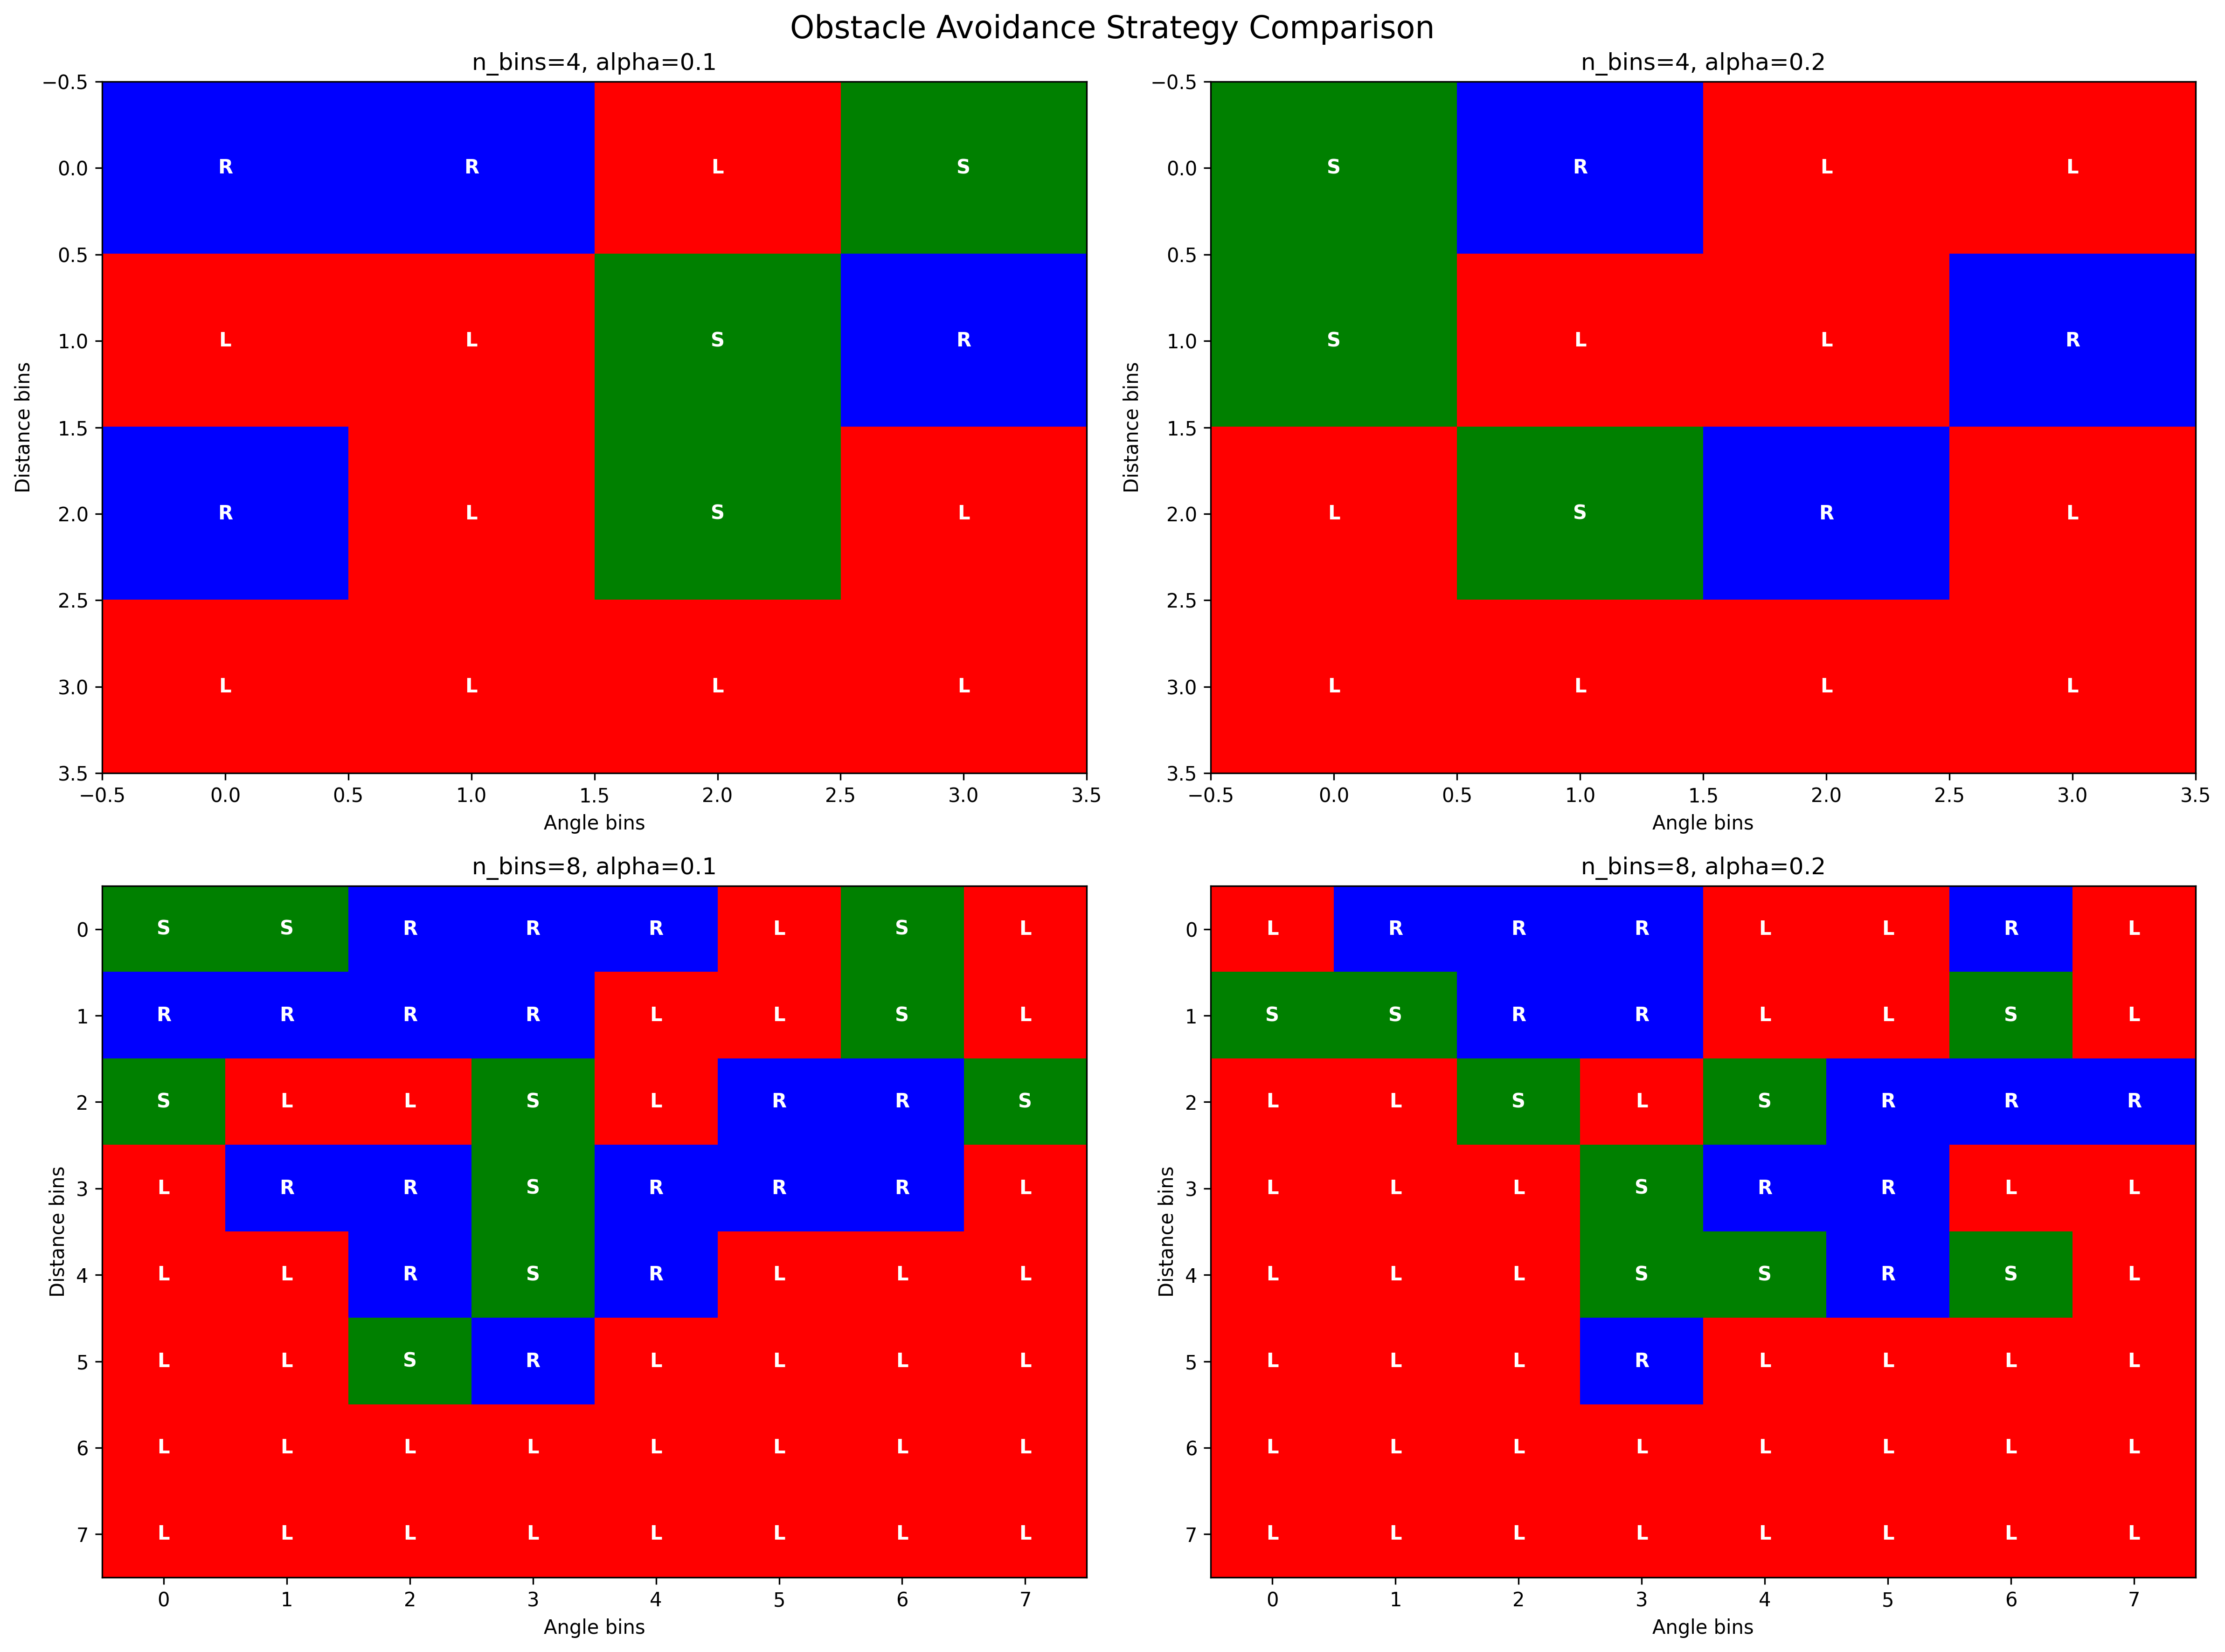 Obstacle Avoidance Strategy Comparison
n_bins=4, alpha=0.1
−0.5
0.0
0.5
1.0
1.5
2.0
2.5
3.0
3.5
Distance bins
R R L S
L L S R
R L S L
L L L L
−0.5 0.0 0.5 1.0 1.5 2.0 2.5 3.0 3.5
Angle bins
n_bins=4, alpha=0.2
−0.5
0.0
0.5
1.0
1.5
2.0
2.5
3.0
3.5
Distance bins
S R L L
S L L R
L S R L
L L L L
−0.5 0.0 0.5 1.0 1.5 2.0 2.5 3.0 3.5
Angle bins
n_bins=8, alpha=0.1
Distance bins
0 S S R R R L S L
1 R R R R L L S L
2 S L L S L R R S
3 L R R S R R R L
4 L L R S R L L L
5 L L S R L L L L
6 L L L L L L L L
7 L L L L L L L L
0 1 2 3 4 5 6 7
Angle bins
n_bins=8, alpha=0.2
Distance bins
0 L R R R L L R L
1 S S R R L L S L
2 L L S L S R R R
3 L L L S R R L L
4 L L L S S R S L
5 L L L R L L L L
6 L L L L L L L L
7 L L L L L L L L
0 1 2 3 4 5 6 7
Angle bins